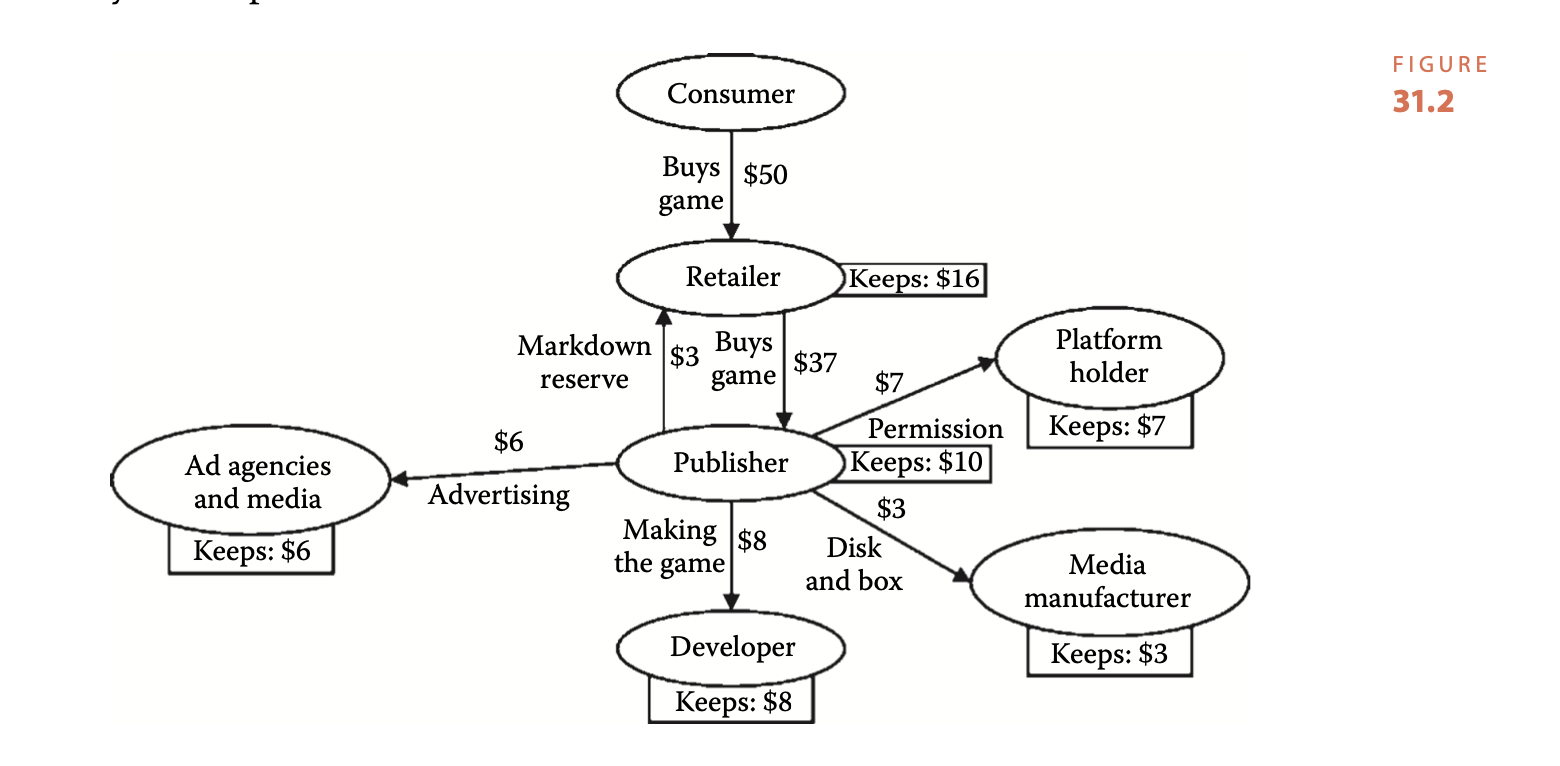 FIGURE
31.2
Consumer
Buys
game
$50
Retailer
Keeps: $16
Markdown
reserve
$3
Buys
game
$37
Platform
holder
Keeps: $7
$7
Permission
Publisher
Keeps: $10
$6
Advertising
Ad agencies
and media
Keeps: $6
Making
the game
$8
$3
Disk
and box
Media
manufacturer
Keeps: $3
Developer
Keeps: $8